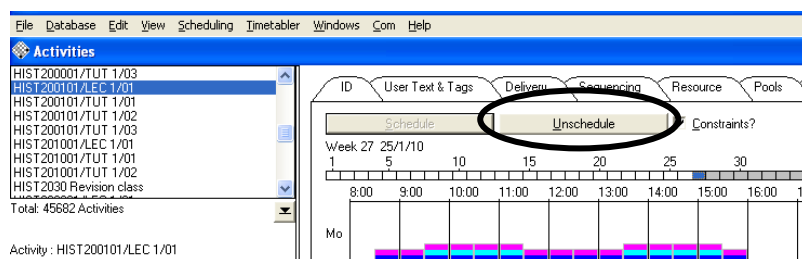 File Database Edit View Scheduling Timetabler Windows Com Help
Activities
HIST200001/TUT 1/03
HIST200101/LEC 1/01
HIST200101/TUT 1/01
HIST200101/TUT 1/02
HIST200101/TUT 1/03
HIST201001/LEC 1/01
HIST201001/TUT 1/01
HIST201001/TUT 1/02
HIST2030 Revision class
Total: 45682 Activities
Activity : HIST200101/LEC 1/01
ID User Text & Tags Delivery Sequencing Resource Pools
Schedule Unschedule Constraints?
Week 27 25/1/10
1 5 10 15 20 25 30
8:00 9:00 10:00 11:00 12:00 13:00 14:00 15:00 16:00
Mo